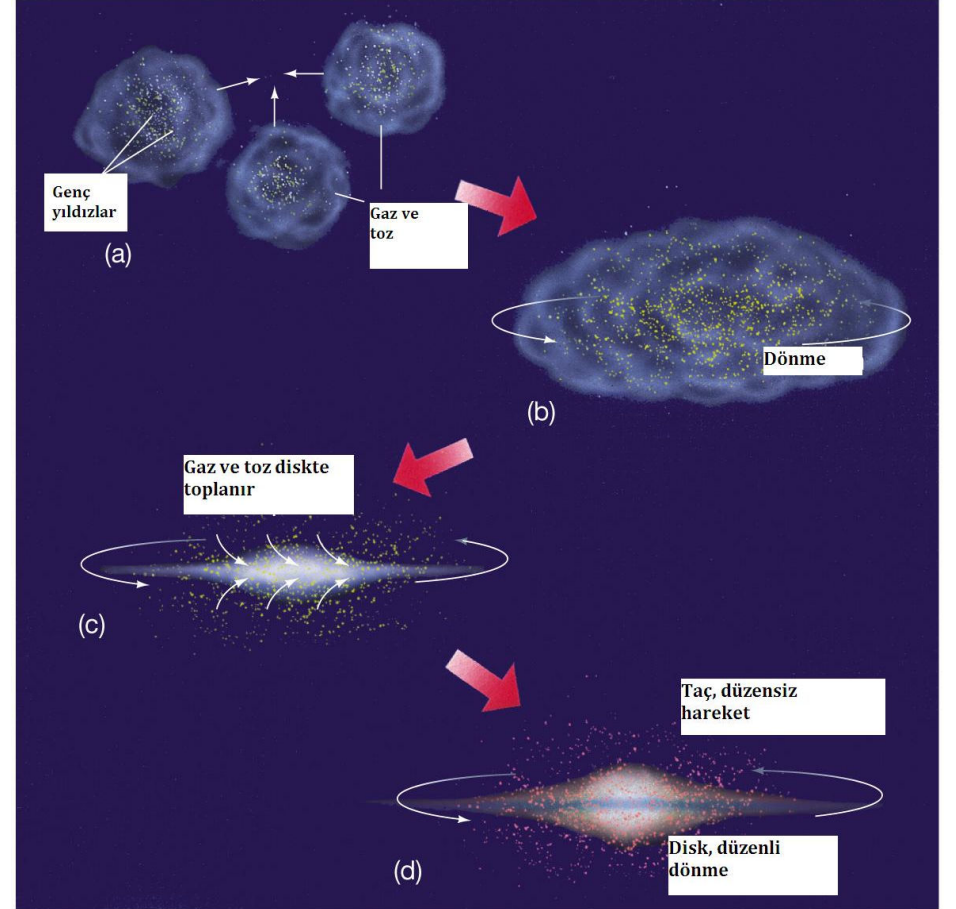 Genç
yıldızlar
(a)
Gaz ve
toz
Dönme
(b)
Gaz ve toz diskte
toplanır
(c)
Taç, düzensiz
hareket
Disk, düzenli
dönme
(d)